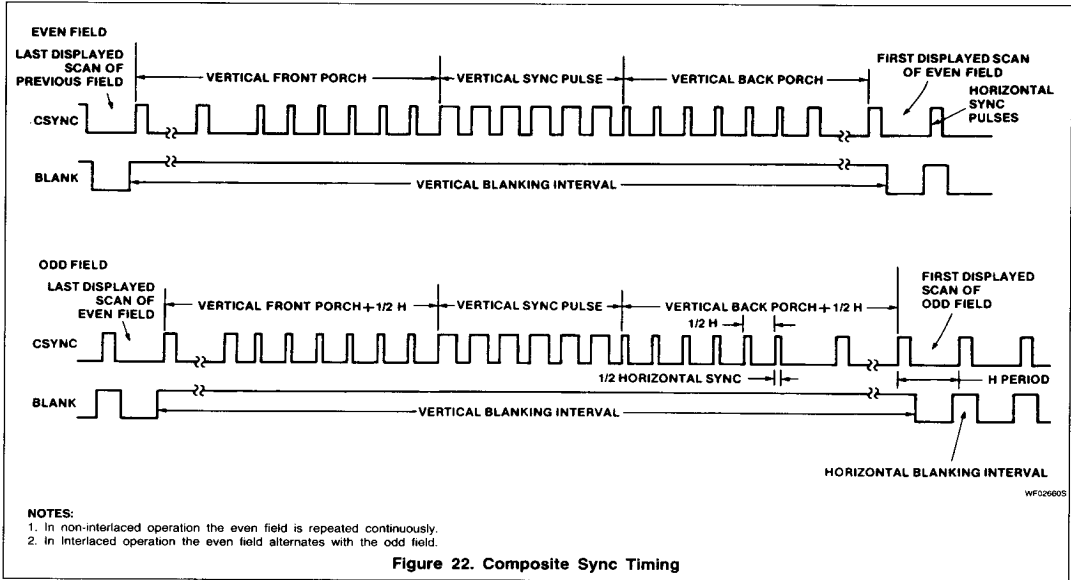 EVEN FIELD
LAST DISPLAYED
SCAN OF
PREVIOUS FIELD
VERTICAL FRONT PORCH
VERTICAL SYNC PULSE
VERTICAL BACK PORCH
FIRST DISPLAYED SCAN
OF EVEN FIELD
HORIZONTAL
SYNC
PULSES
CSYNC
BLANK
VERTICAL BLANKING INTERVAL
ODD FIELD
LAST DISPLAYED
SCAN OF
EVEN FIELD
VERTICAL FRONT PORCH + 1/2 H
VERTICAL SYNC PULSE
VERTICAL BACK PORCH + 1/2 H
FIRST DISPLAYED
SCAN OF
ODD FIELD
1/2 H
CSYNC
1/2 HORIZONTAL SYNC
H PERIOD
BLANK
VERTICAL BLANKING INTERVAL
HORIZONTAL BLANKING INTERVAL
WF02660S
NOTES:
1. In non-interlaced operation the even field is repeated continuously.
2. In Interlaced operation the even field alternates with the odd field.
Figure 22. Composite Sync Timing